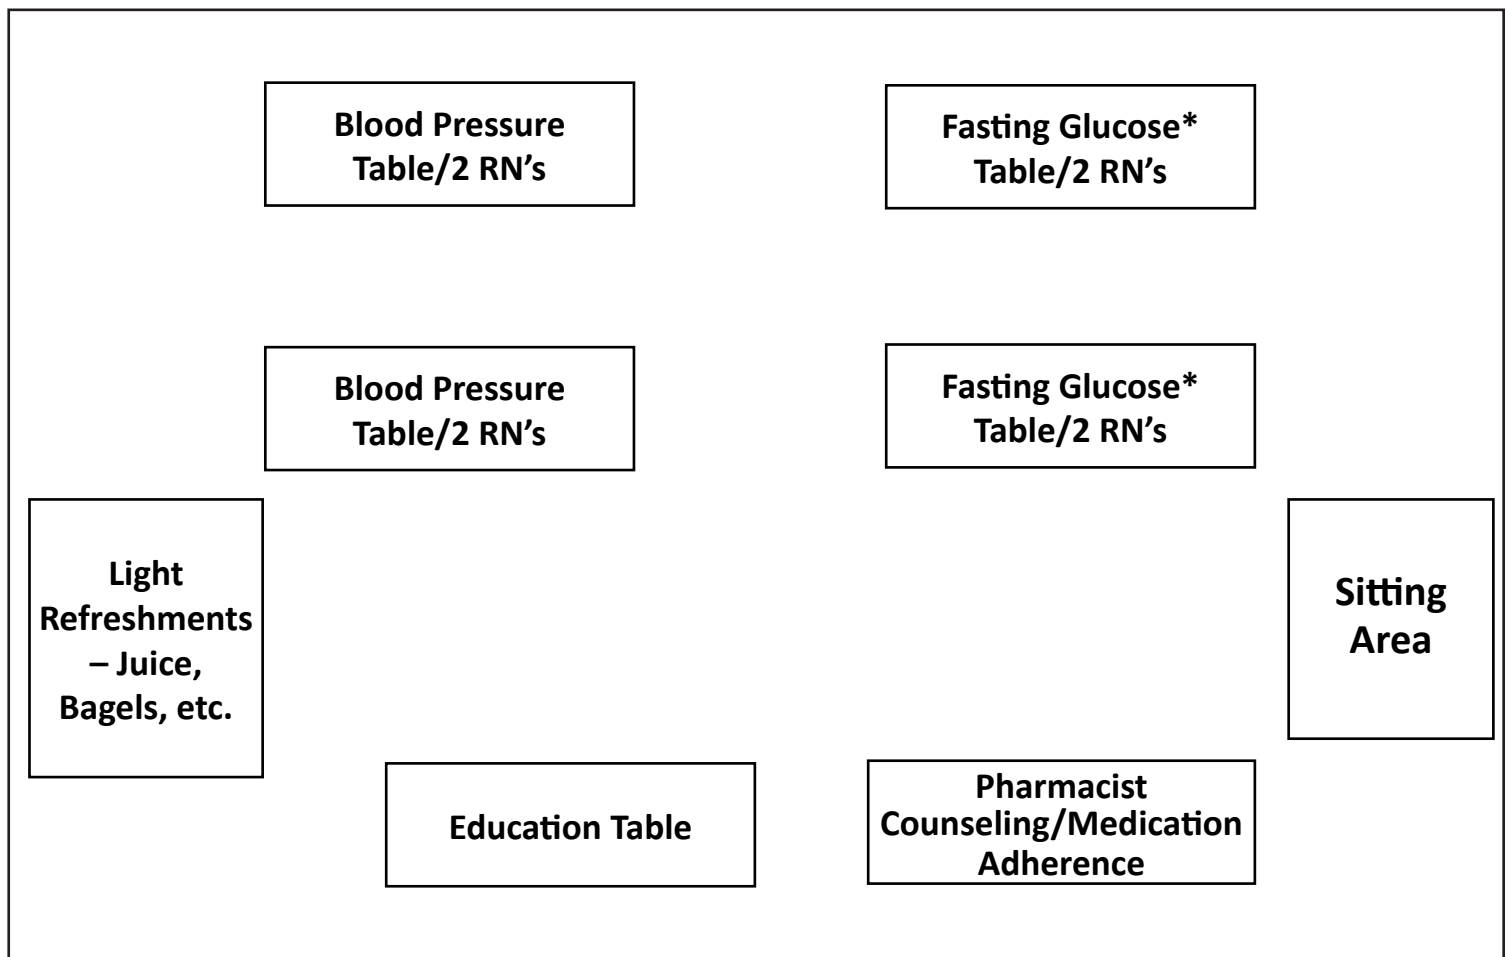 Blood Pressure
Table/2 RN’s
Fasting Glucose*
Table/2 RN’s
Blood Pressure
Table/2 RN’s
Fasting Glucose*
Table/2 RN’s
Light
Refreshments
– Juice,
Bagels, etc.
Sitting
Area
Education Table
Pharmacist
Counseling/Medication
Adherence